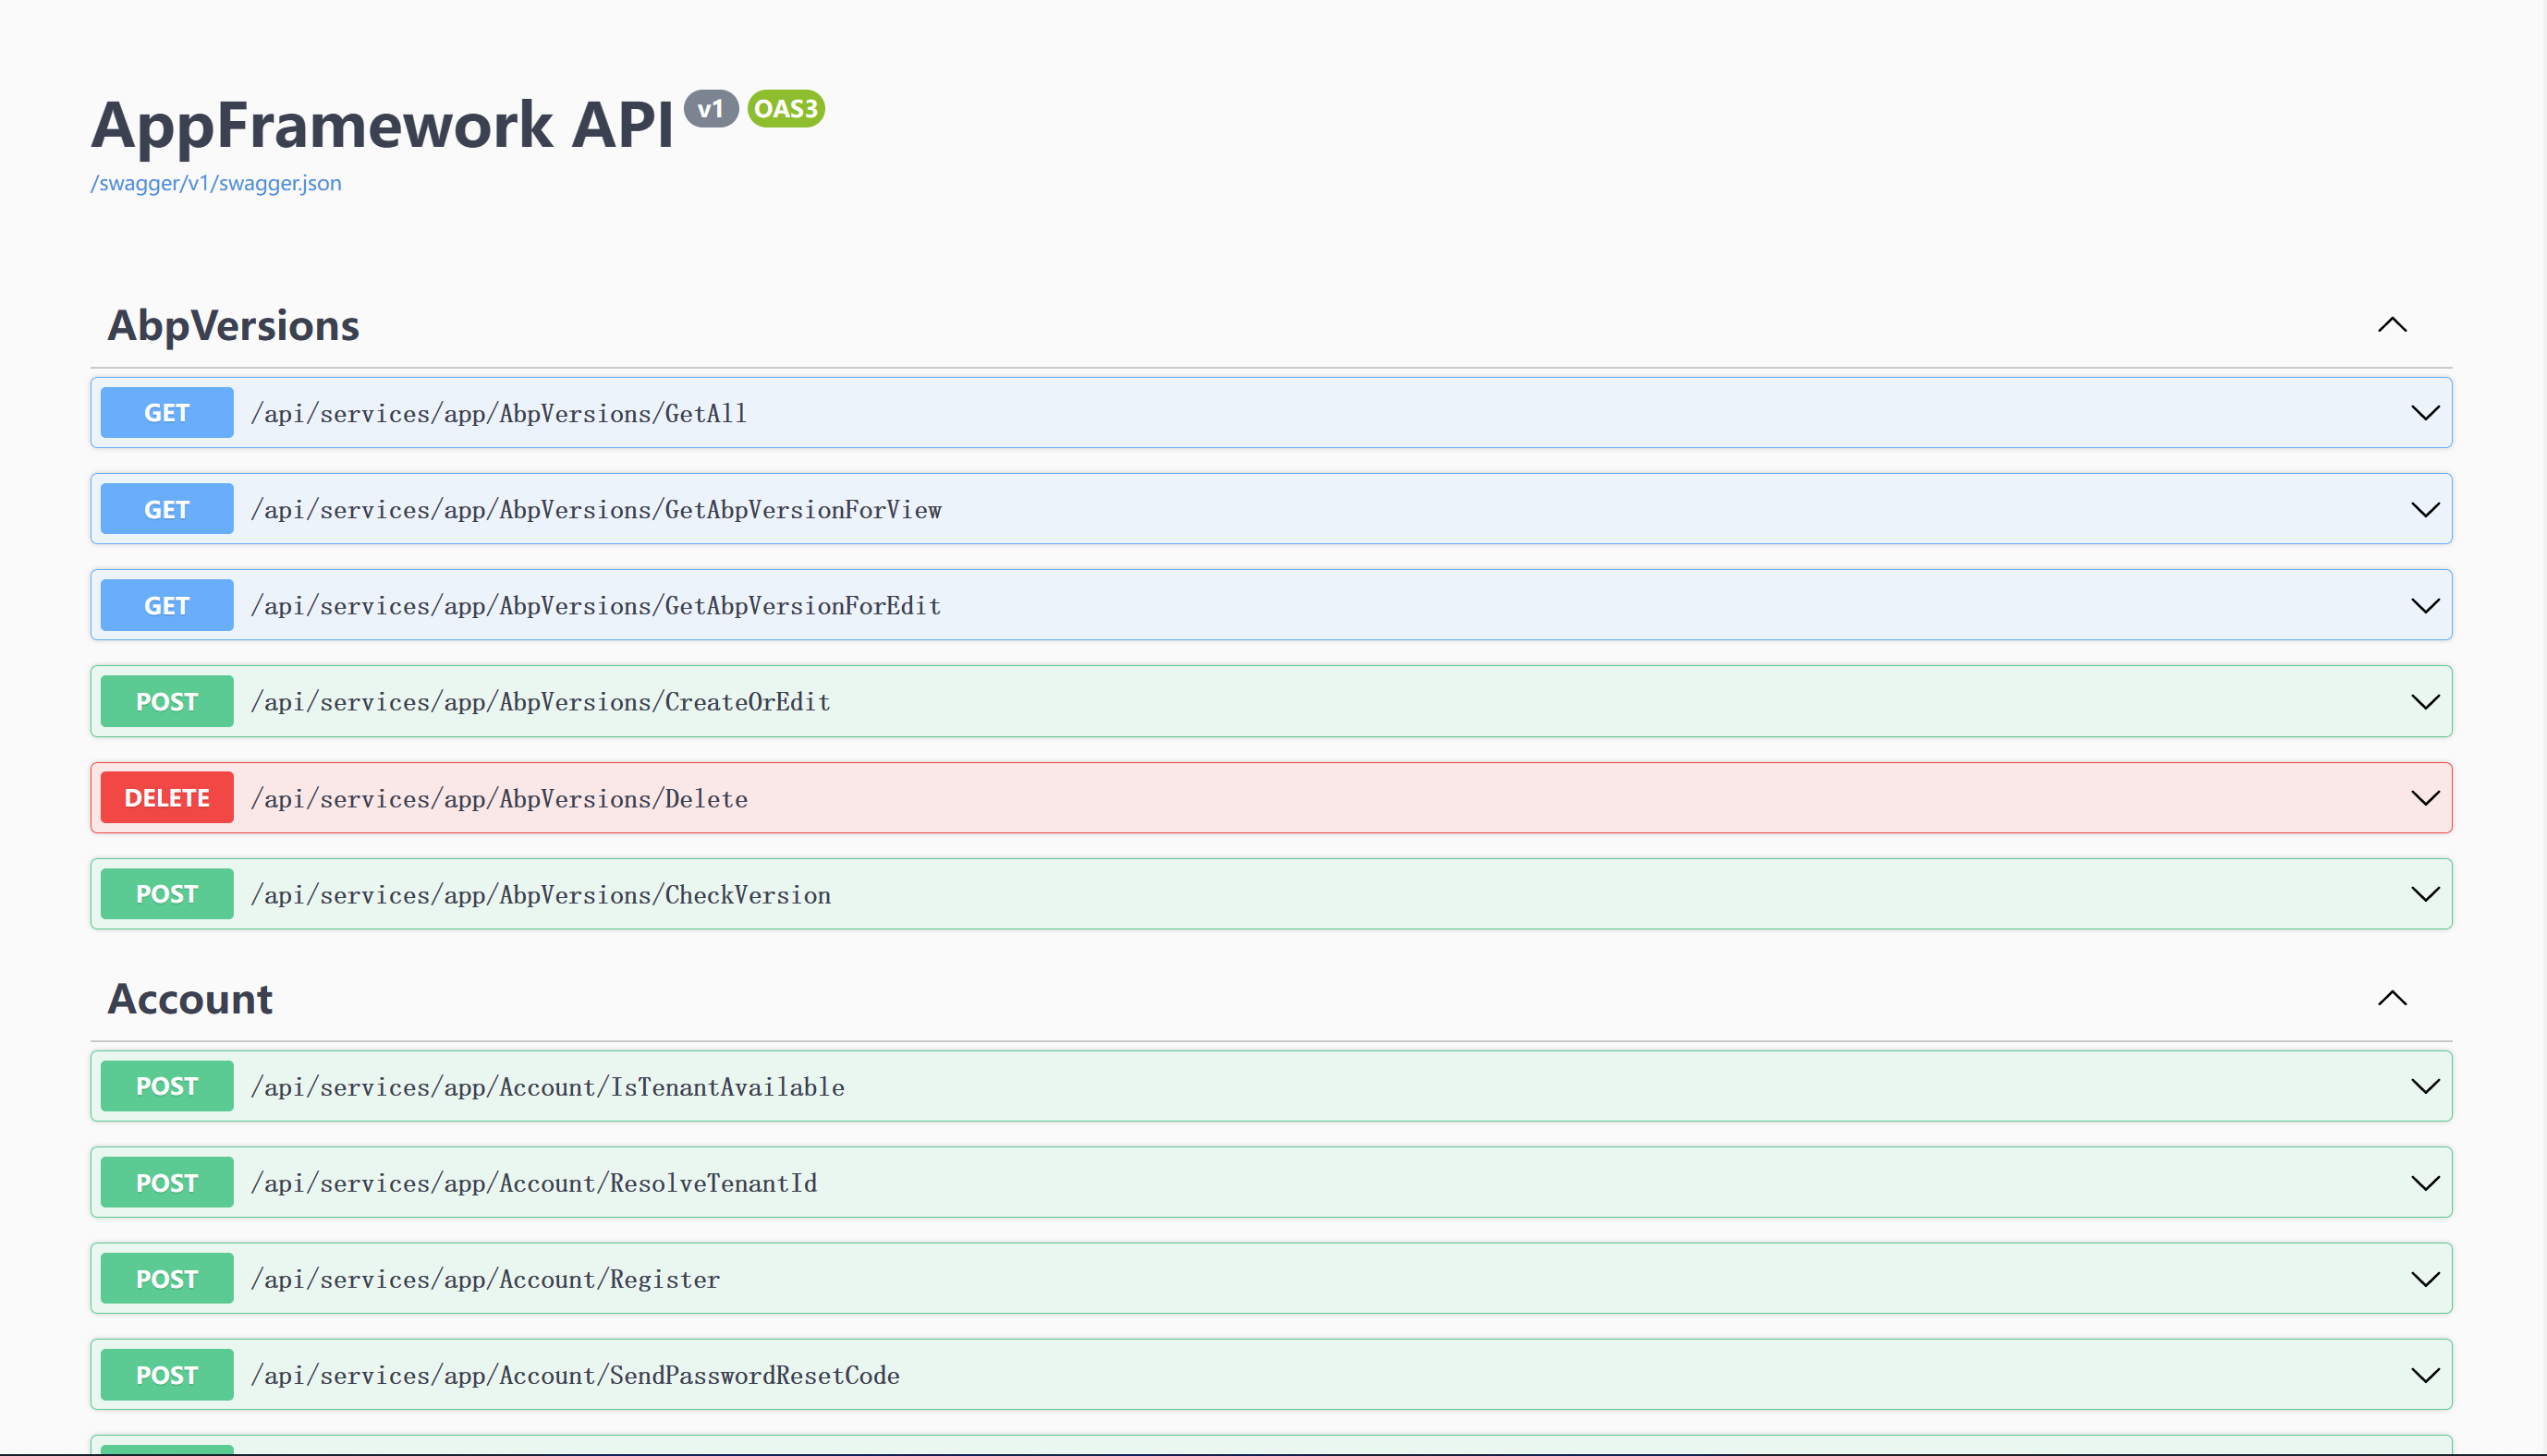 AppFramework API v1 OAS3
/swagger/v1/swagger.json
AbpVersions
GET /api/services/app/AbpVersions/GetAll
GET /api/services/app/AbpVersions/GetAbpVersionForView
GET /api/services/app/AbpVersions/GetAbpVersionForEdit
POST /api/services/app/AbpVersions/CreateOrEdit
DELETE /api/services/app/AbpVersions/Delete
POST /api/services/app/AbpVersions/CheckVersion
Account
POST /api/services/app/Account/IsTenantAvailable
POST /api/services/app/Account/ResolveTenantId
POST /api/services/app/Account/Register
POST /api/services/app/Account/SendPasswordResetCode